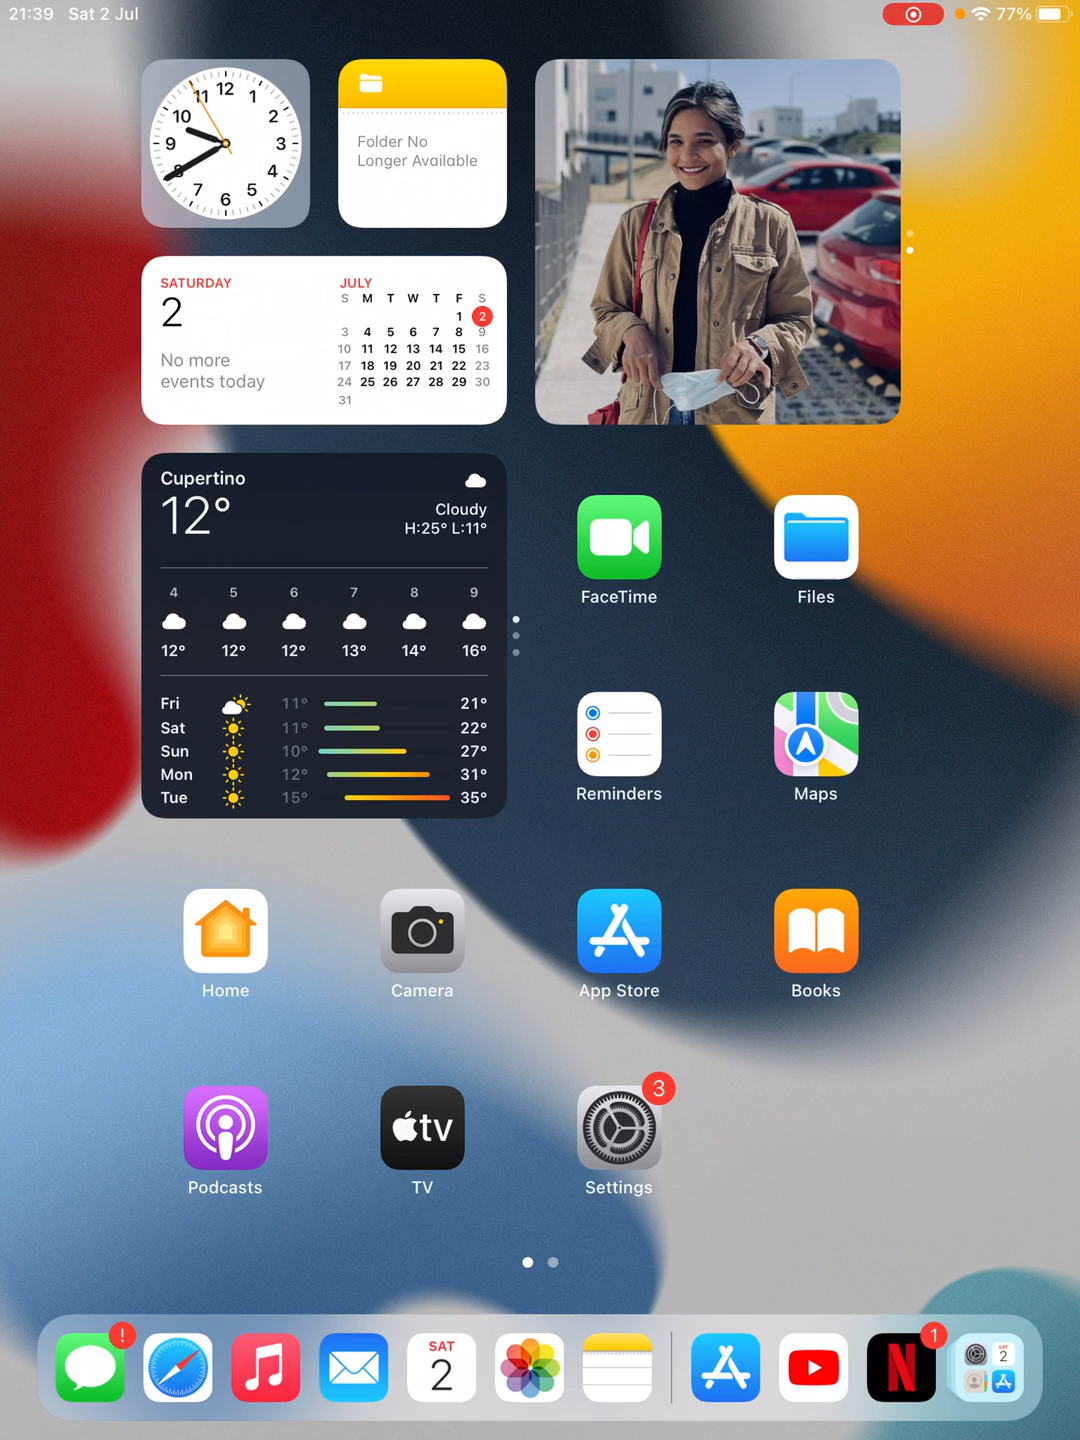 21:39 Sat 2 Jul
77%
12
1
2
3
4
5
6
7
8
9
10
11
Folder No
Longer Available
SATURDAY
2
No more
events today
JULY
S M T W T F S
1 2
3 4 5 6 7 8 9
10 11 12 13 14 15 16
17 18 19 20 21 22 23
24 25 26 27 28 29 30
31
Cupertino
12°
Cloudy
H:25° L:11°
4 5 6 7 8 9
12° 12° 12° 13° 14° 16°
Fri 11° 21°
Sat 11° 22°
Sun 10° 27°
Mon 12° 31°
Tue 15° 35°
FaceTime
Files
Reminders
Maps
Home
Camera
App Store
Books
Podcasts
tv
TV
3
Settings
!
SAT
2
N
1
SAT
2